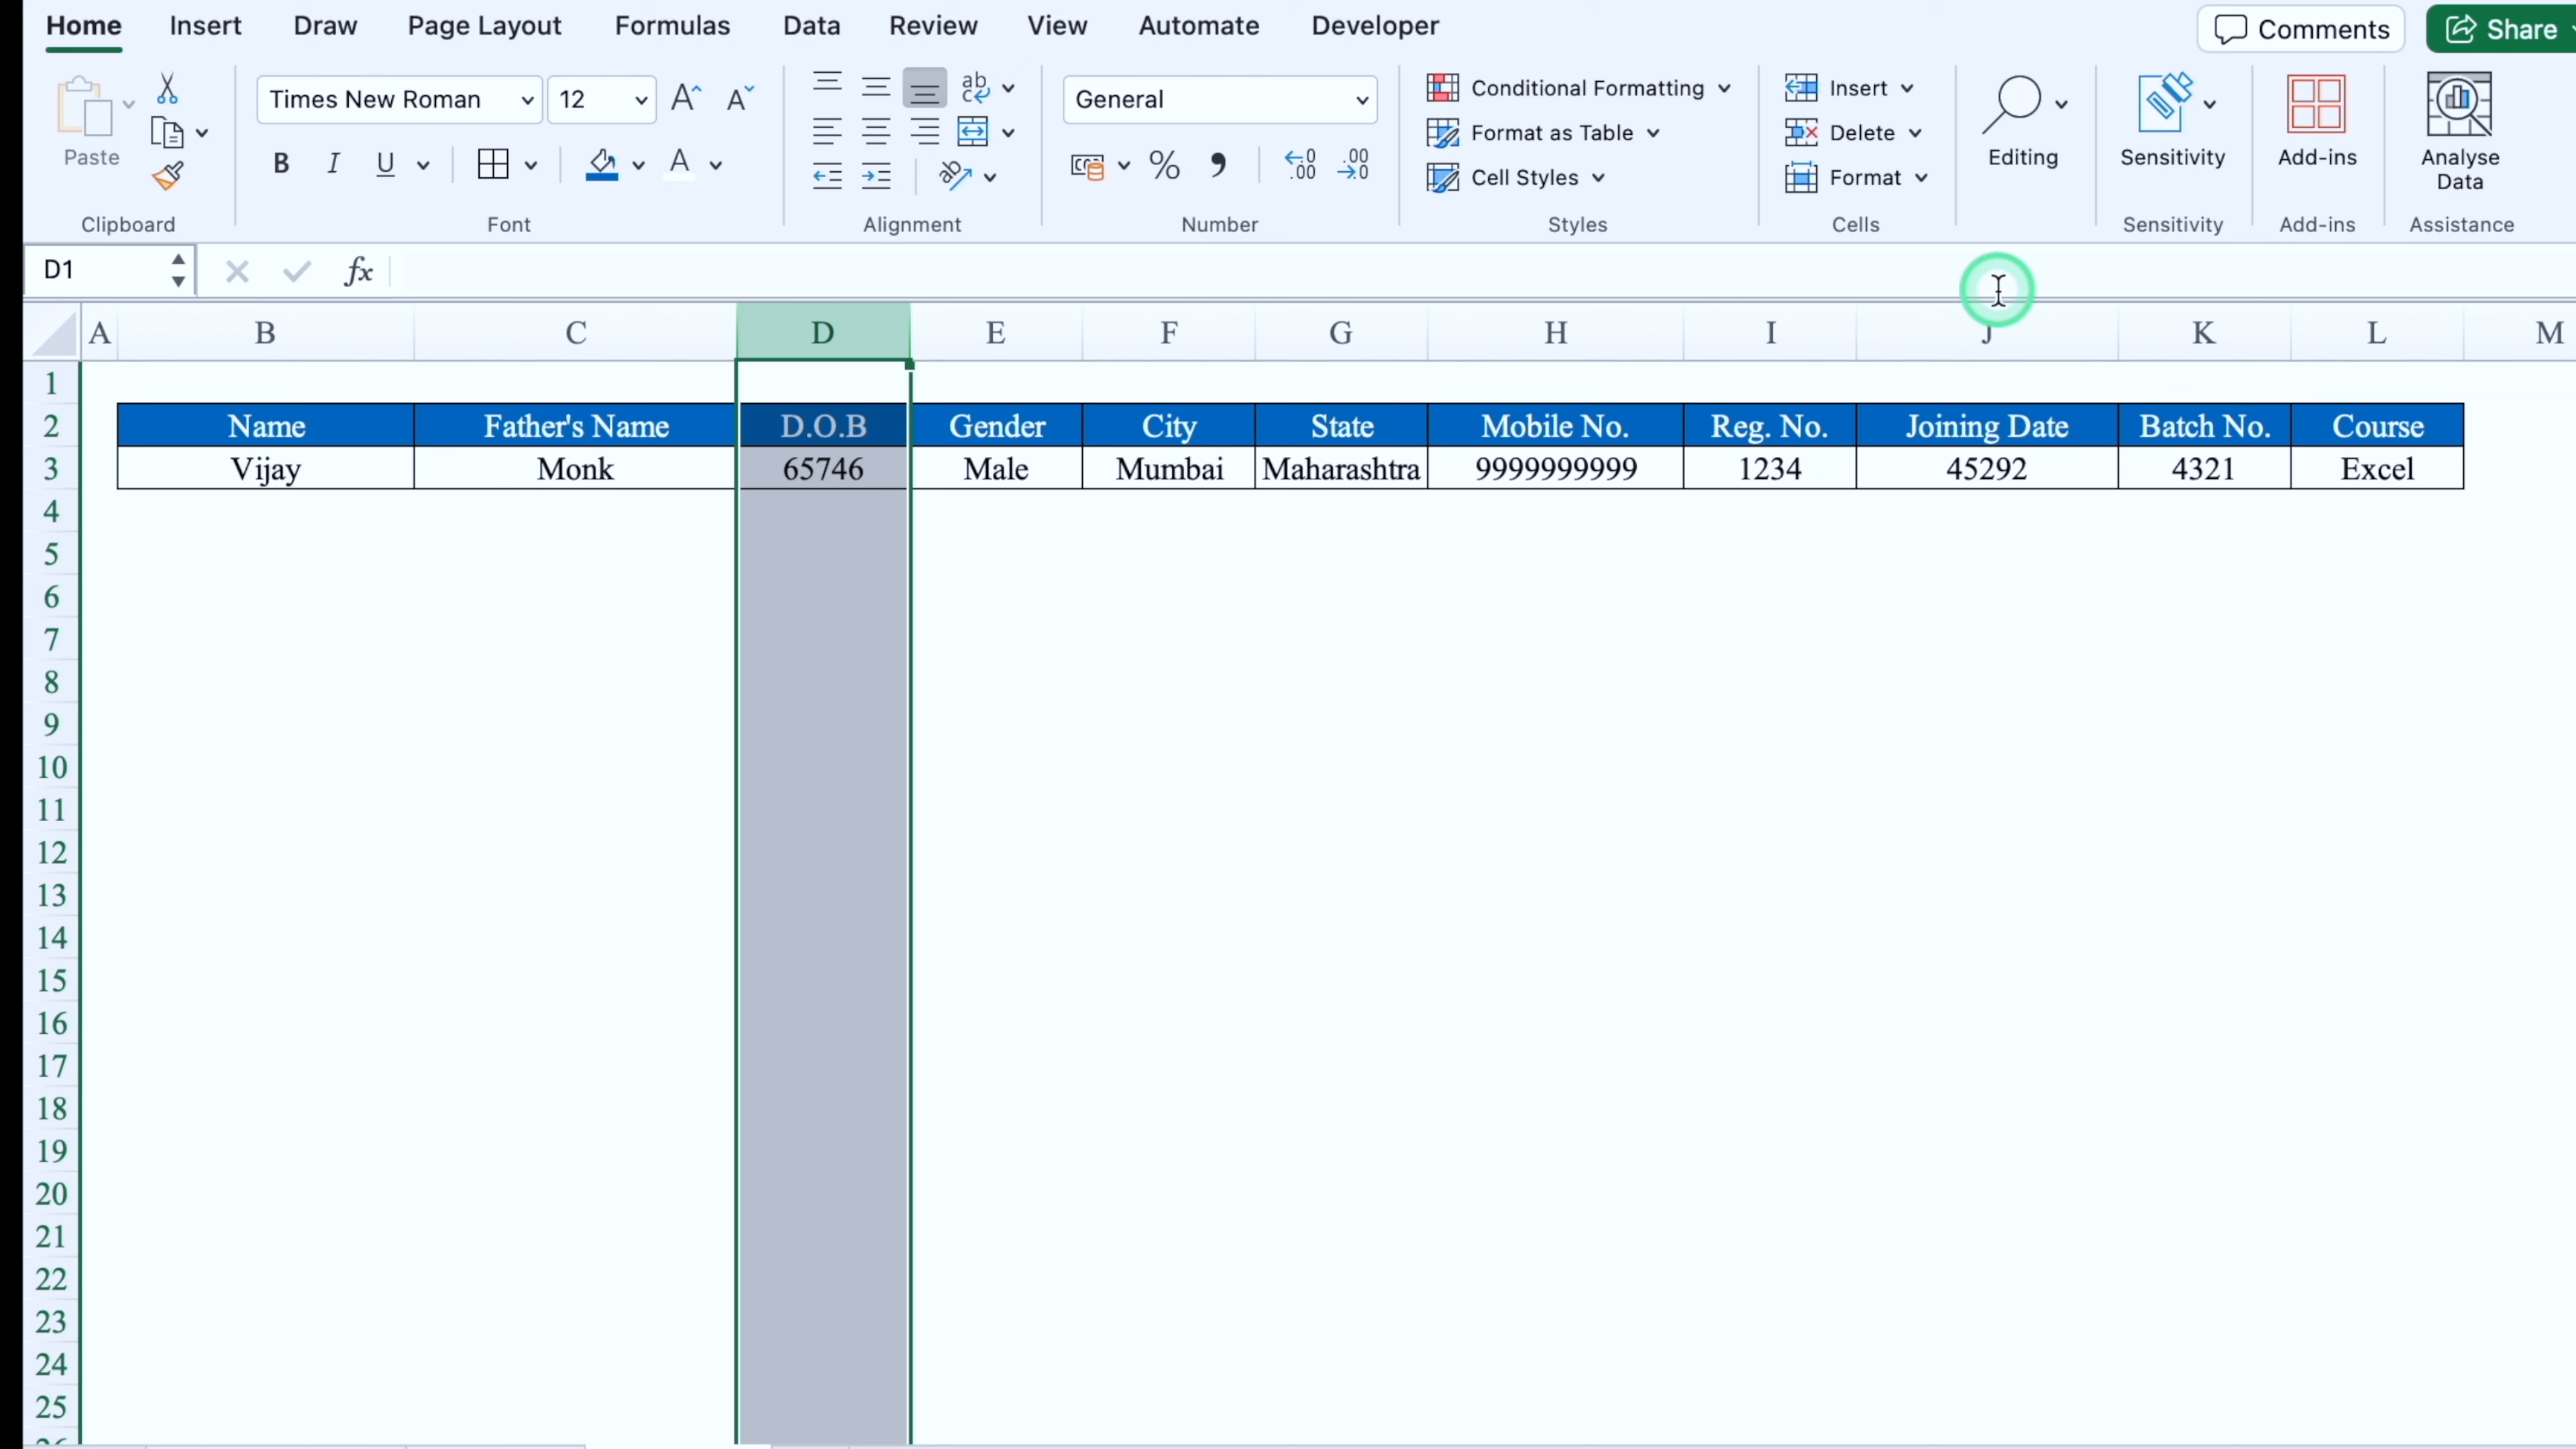 Home Insert Draw Page Layout Formulas Data Review View Automate Developer Comments Share
Paste
Times New Roman 12
General
Conditional Formatting
Format as Table
Cell Styles
Insert
Delete
Format
Editing
Sensitivity
Add-ins
Analyse
Data
Clipboard Font Alignment Number Styles Cells Sensitivity Add-ins Assistance
D1 fx
A B C D E F G H I J K L M
1
2 Name Father's Name D.O.B Gender City State Mobile No. Reg. No. Joining Date Batch No. Course
3 Vijay Monk 65746 Male Mumbai Maharashtra 9999999999 1234 45292 4321 Excel
4
5
6
7
8
9
10
11
12
13
14
15
16
17
18
19
20
21
22
23
24
25